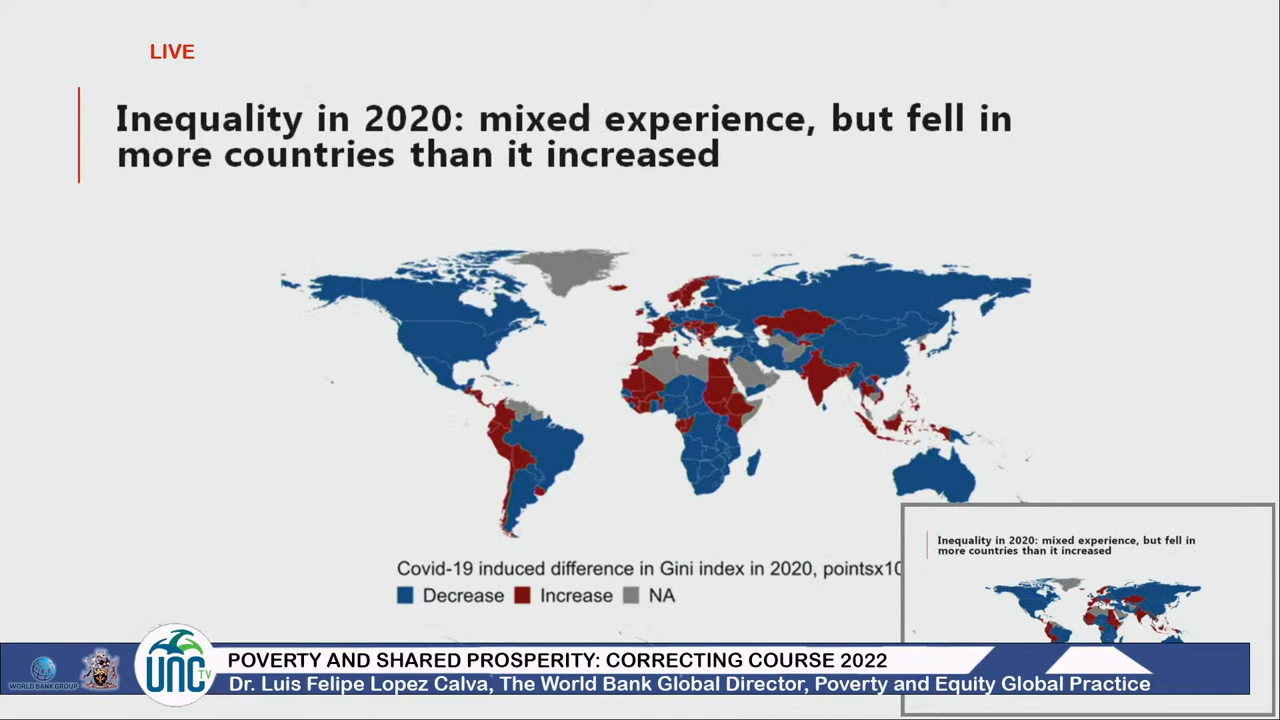 LIVE
Inequality in 2020: mixed experience, but fell in
more countries than it increased
Covid-19 induced difference in Gini index in 2020, pointsx10
Decrease Increase NA
Inequality in 2020: mixed experience, but fell in
more countries than it increased
WORLD BANK GROUP
UNC TV
POVERTY AND SHARED PROSPERITY: CORRECTING COURSE 2022
Dr. Luis Felipe Lopez Calva, The World Bank Global Director, Poverty and Equity Global Practice